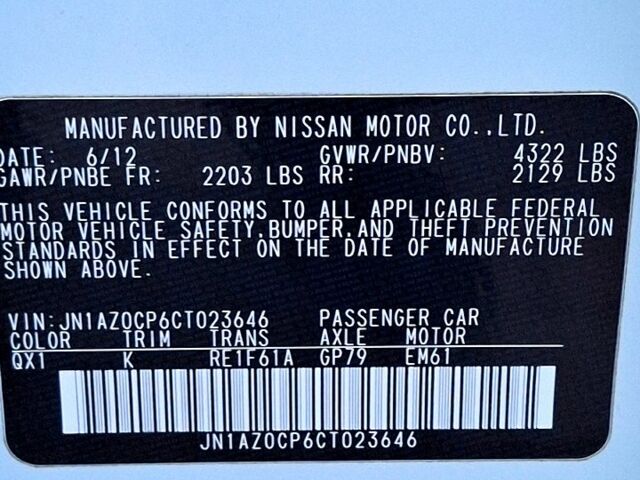 MANUFACTURED BY NISSAN MOTOR CO.,LTD.
DATE: 6/12 GVWR/PNBV: 4322 LBS
GAWR/PNBE FR: 2203 LBS RR: 2129 LBS
THIS VEHICLE CONFORMS TO ALL APPLICABLE FEDERAL
MOTOR VEHICLE SAFETY,BUMPER,AND THEFT PREVENTION
STANDARDS IN EFFECT ON THE DATE OF MANUFACTURE
SHOWN ABOVE.
VIN:JN1AZ0CP6CT023646 PASSENGER CAR
COLOR TRIM TRANS AXLE MOTOR
QX1 K RE1F61A GP79 EM61
JN1AZ0CP6CT023646